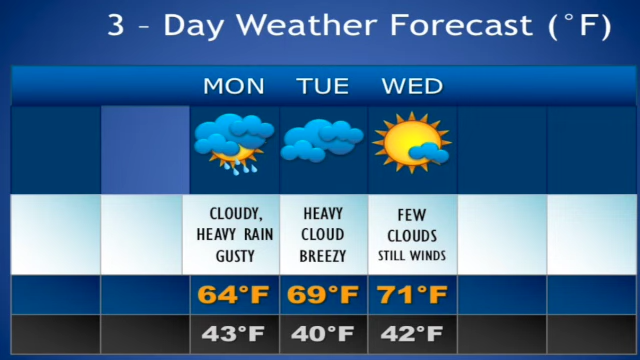 3 - Day Weather Forecast (°F)
MON TUE WED
CLOUDY, HEAVY RAIN GUSTY
HEAVY CLOUD BREEZY
FEW CLOUDS STILL WINDS
64°F 69°F 71°F
43°F 40°F 42°F